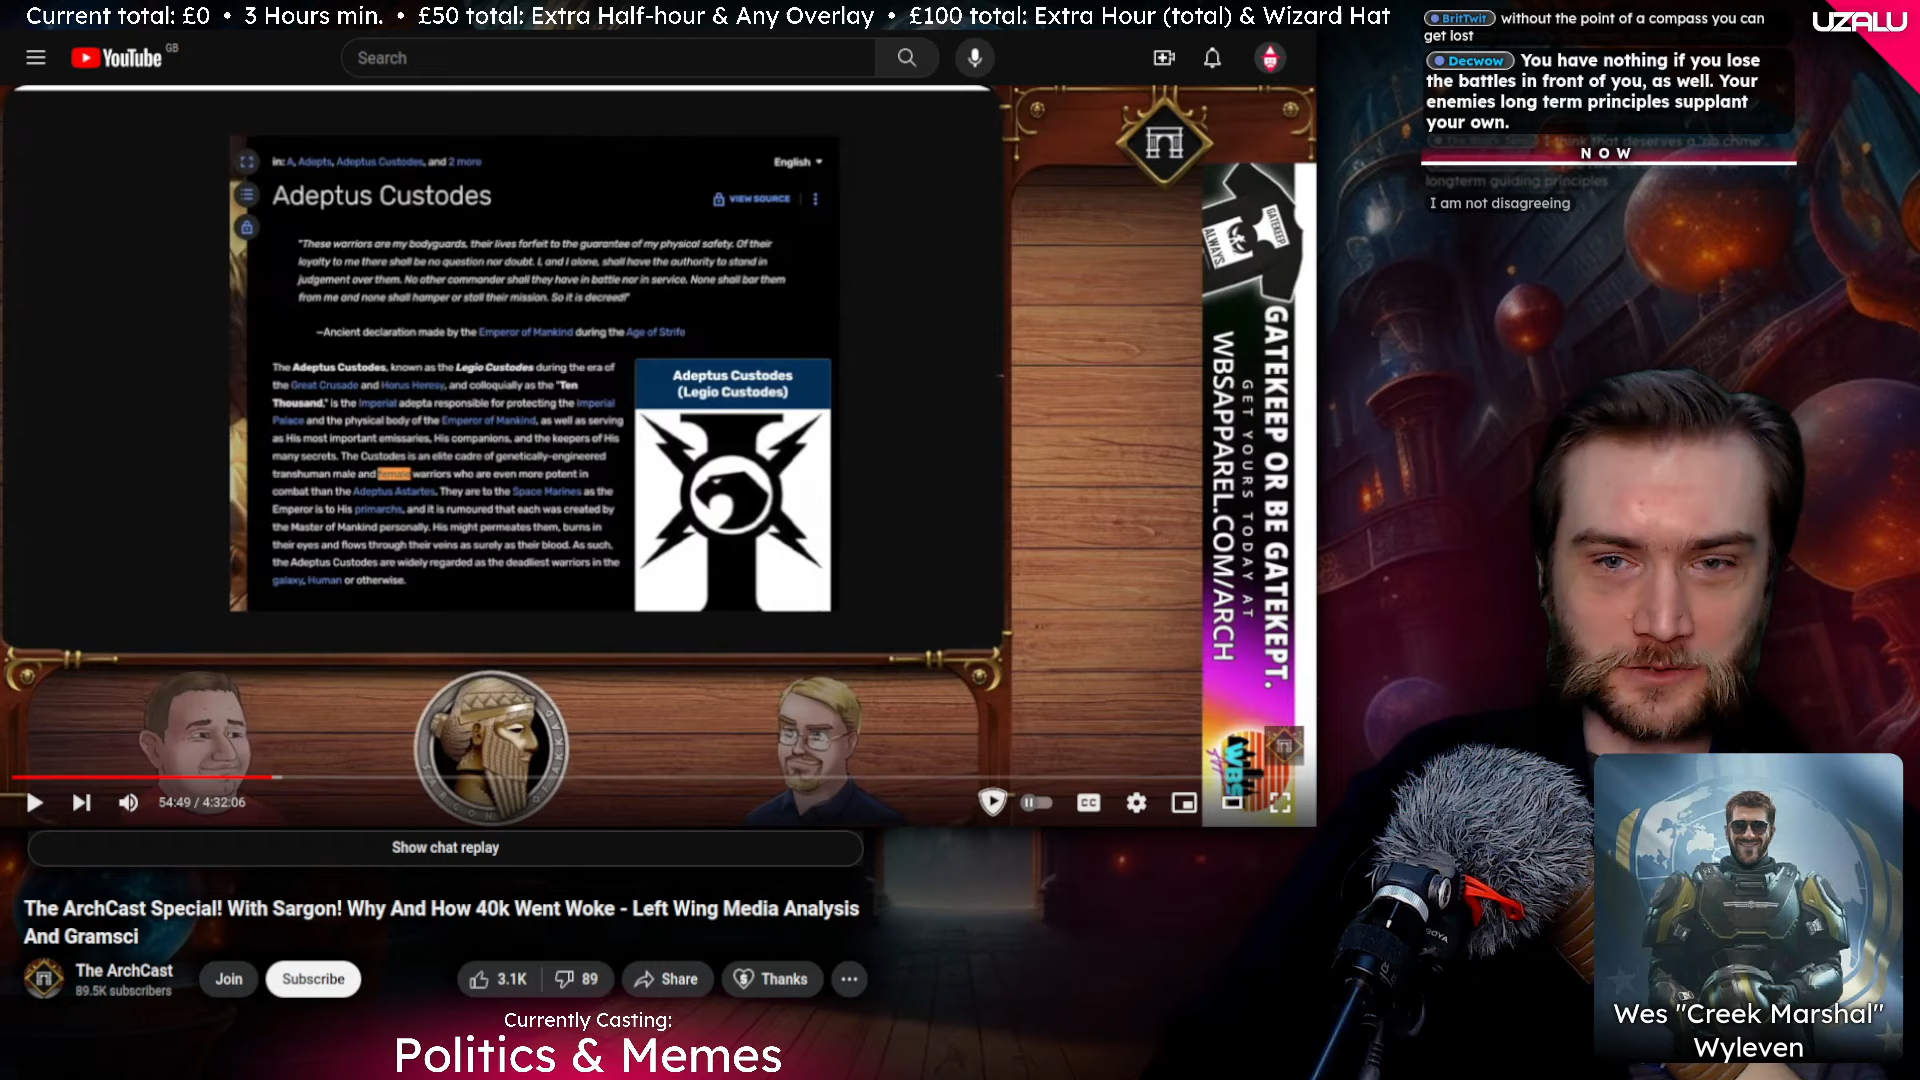 Current total: £0 • 3 Hours min. • £50 total: Extra Half-hour & Any Overlay • £100 total: Extra Hour (total) & Wizard Hat
BritTwit without the point of a compass you can
get lost
UZALU
Decwow You have nothing if you lose
the battles in front of you, as well. Your
enemies long term principles supplant
your own.
I think that deserves a "rib crime".
NOW
longterm guiding principles
I am not disagreeing
YouTube GB
Search
in: A, Adepts, Adeptus Custodes, and 2 more
English
Adeptus Custodes
VIEW SOURCE
"These warriors are my bodyguards, their lives forfeit to the guarantee of my physical safety. Of their
loyalty to me there shall be no question nor doubt. I, and I alone, shall have the authority to stand in
judgement over them. No other commander shall they have in battle nor in service. None shall bar them
from me and none shall hamper or stall their mission. So it is decreed!"
—Ancient declaration made by the Emperor of Mankind during the Age of Strife
The Adeptus Custodes, known as the Legio Custodes during the era of
the Great Crusade and Horus Heresy, and colloquially as the "Ten
Thousand," is the Imperial adepta responsible for protecting the Imperial
Palace and the physical body of the Emperor of Mankind, as well as serving
as His most important emissaries, His companions, and the keepers of His
many secrets. The Custodes is an elite cadre of genetically-engineered
transhuman male and female warriors who are even more potent in
combat than the Adeptus Astartes. They are to the Space Marines as the
Emperor is to His primarchs, and it is rumoured that each was created by
the Master of Mankind personally. His might permeates them, burns in
their eyes and flows through their veins as surely as their blood. As such,
the Adeptus Custodes are widely regarded as the deadliest warriors in the
galaxy, Human or otherwise.
Adeptus Custodes
(Legio Custodes)
GATEKEEP
ALWAYS
GATEKEEP OR BE GATEKEPT.
GET YOURS TODAY AT
WBSAPPAREL.COM/ARCH
WBS
54:49 / 4:32:06
CC
Show chat replay
The ArchCast Special! With Sargon! Why And How 40k Went Woke - Left Wing Media Analysis
And Gramsci
The ArchCast
89.5K subscribers
Join
Subscribe
3.1K
89
Share
Thanks
Currently Casting:
Politics & Memes
BOYA
Wes "Creek Marshal"
Wyleven